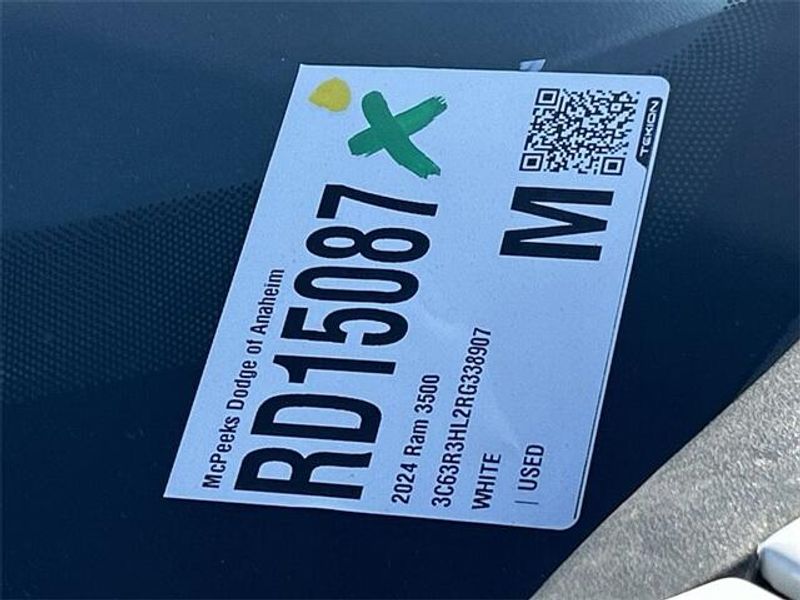 McPeeks Dodge of Anaheim
RD15087
2024 Ram 3500
3C63R3HL2RG338907
WHITE
| USED
M
TEKION